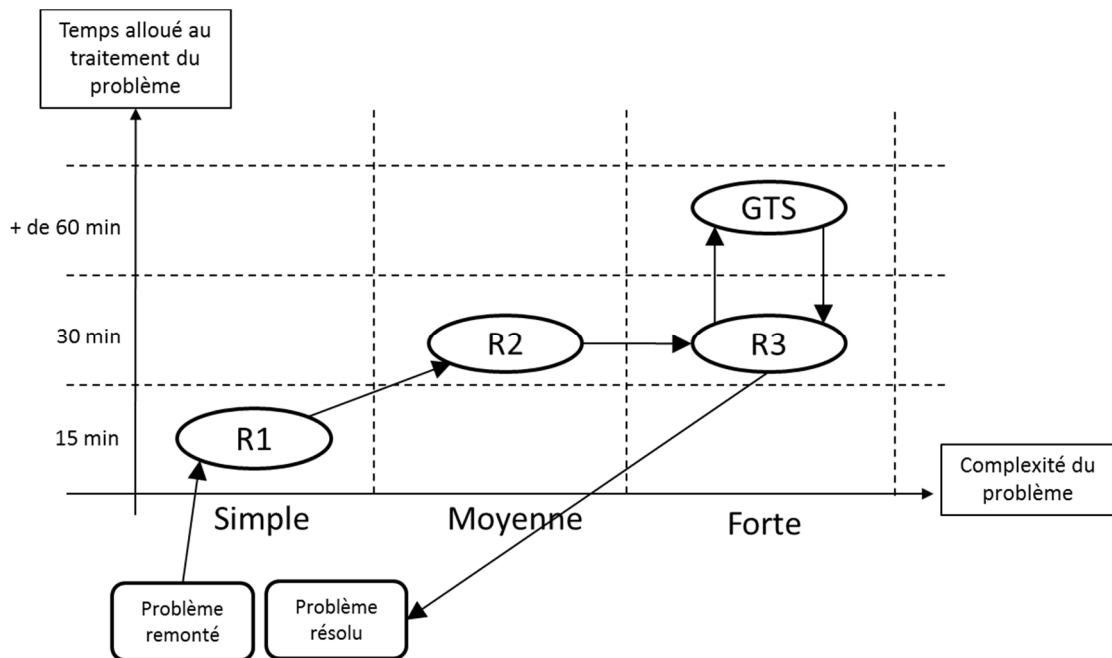 Temps alloué au
traitement du
problème
+ de 60 min
GTS
30 min
R2
R3
15 min
R1
Complexité du
problème
Simple
Moyenne
Forte
Problème
remonté
Problème
résolu